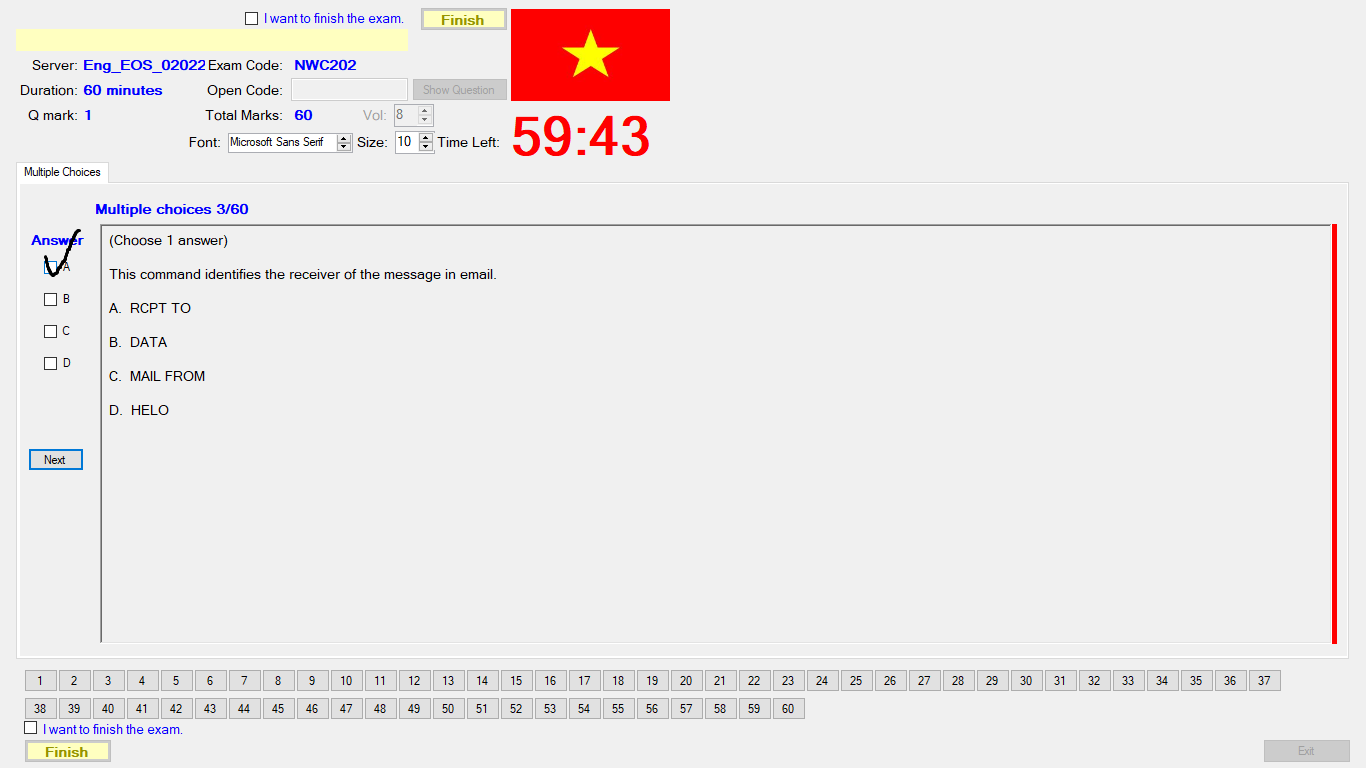 I want to finish the exam. Finish
Server: Eng_EOS_02022 Exam Code: NWC202
Duration: 60 minutes Open Code: Show Question
Q mark: 1 Total Marks: 60 Vol: 8
Font: Microsoft Sans Serif Size: 10 Time Left: 59:43
Multiple Choices
Multiple choices 3/60
Answer
A
B
C
D
Next
(Choose 1 answer)
This command identifies the receiver of the message in email.
A. RCPT TO
B. DATA
C. MAIL FROM
D. HELO
1 2 3 4 5 6 7 8 9 10 11 12 13 14 15 16 17 18 19 20 21 22 23 24 25 26 27 28 29 30 31 32 33 34 35 36 37
38 39 40 41 42 43 44 45 46 47 48 49 50 51 52 53 54 55 56 57 58 59 60
I want to finish the exam.
Finish Exit